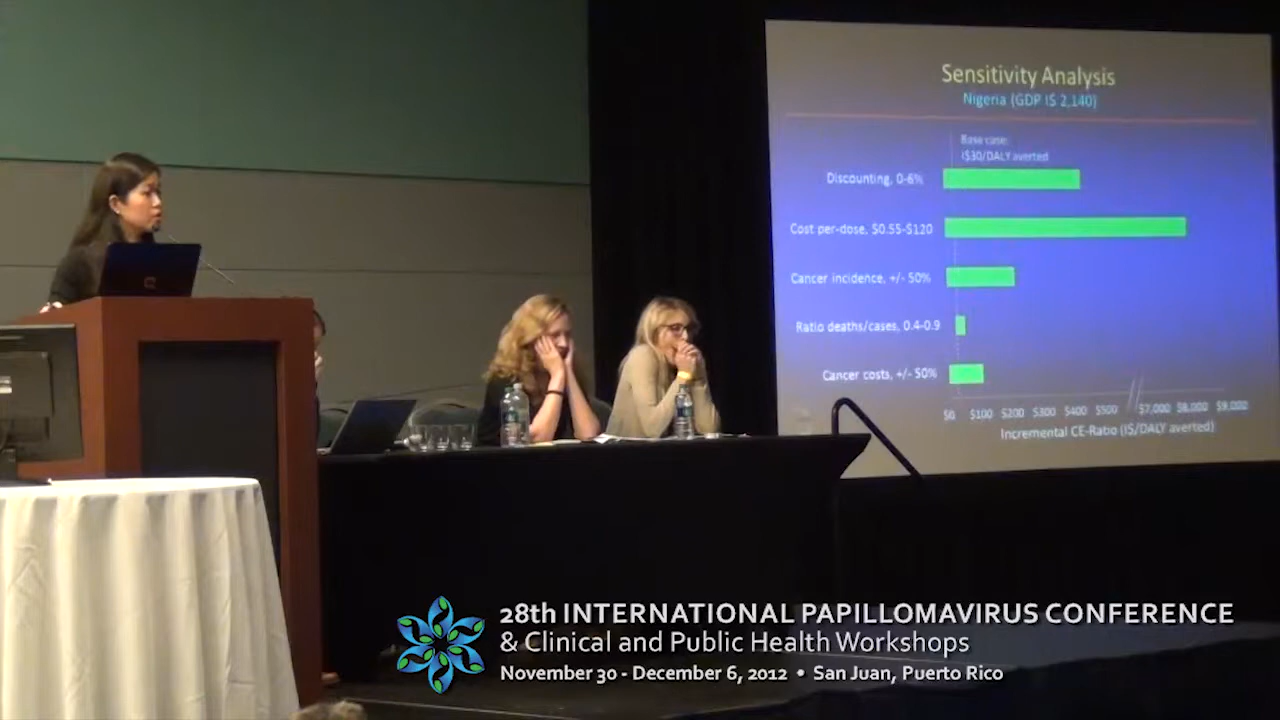 Sensitivity Analysis
Nigeria (GDP I$ 2,140)
Base case:
I$30/DALY averted
Discounting, 0-6%
Cost per-dose, $0.55-$120
Cancer incidence, +/- 50%
Ratio deaths/cases, 0.4-0.9
Cancer costs, +/- 50%
$0 $100 $200 $300 $400 $500 $7,000 $8,000 $9,000
Incremental CE-Ratio (I$/DALY averted)
28th INTERNATIONAL PAPILLOMAVIRUS CONFERENCE
& Clinical and Public Health Workshops
November 30 - December 6, 2012 • San Juan, Puerto Rico